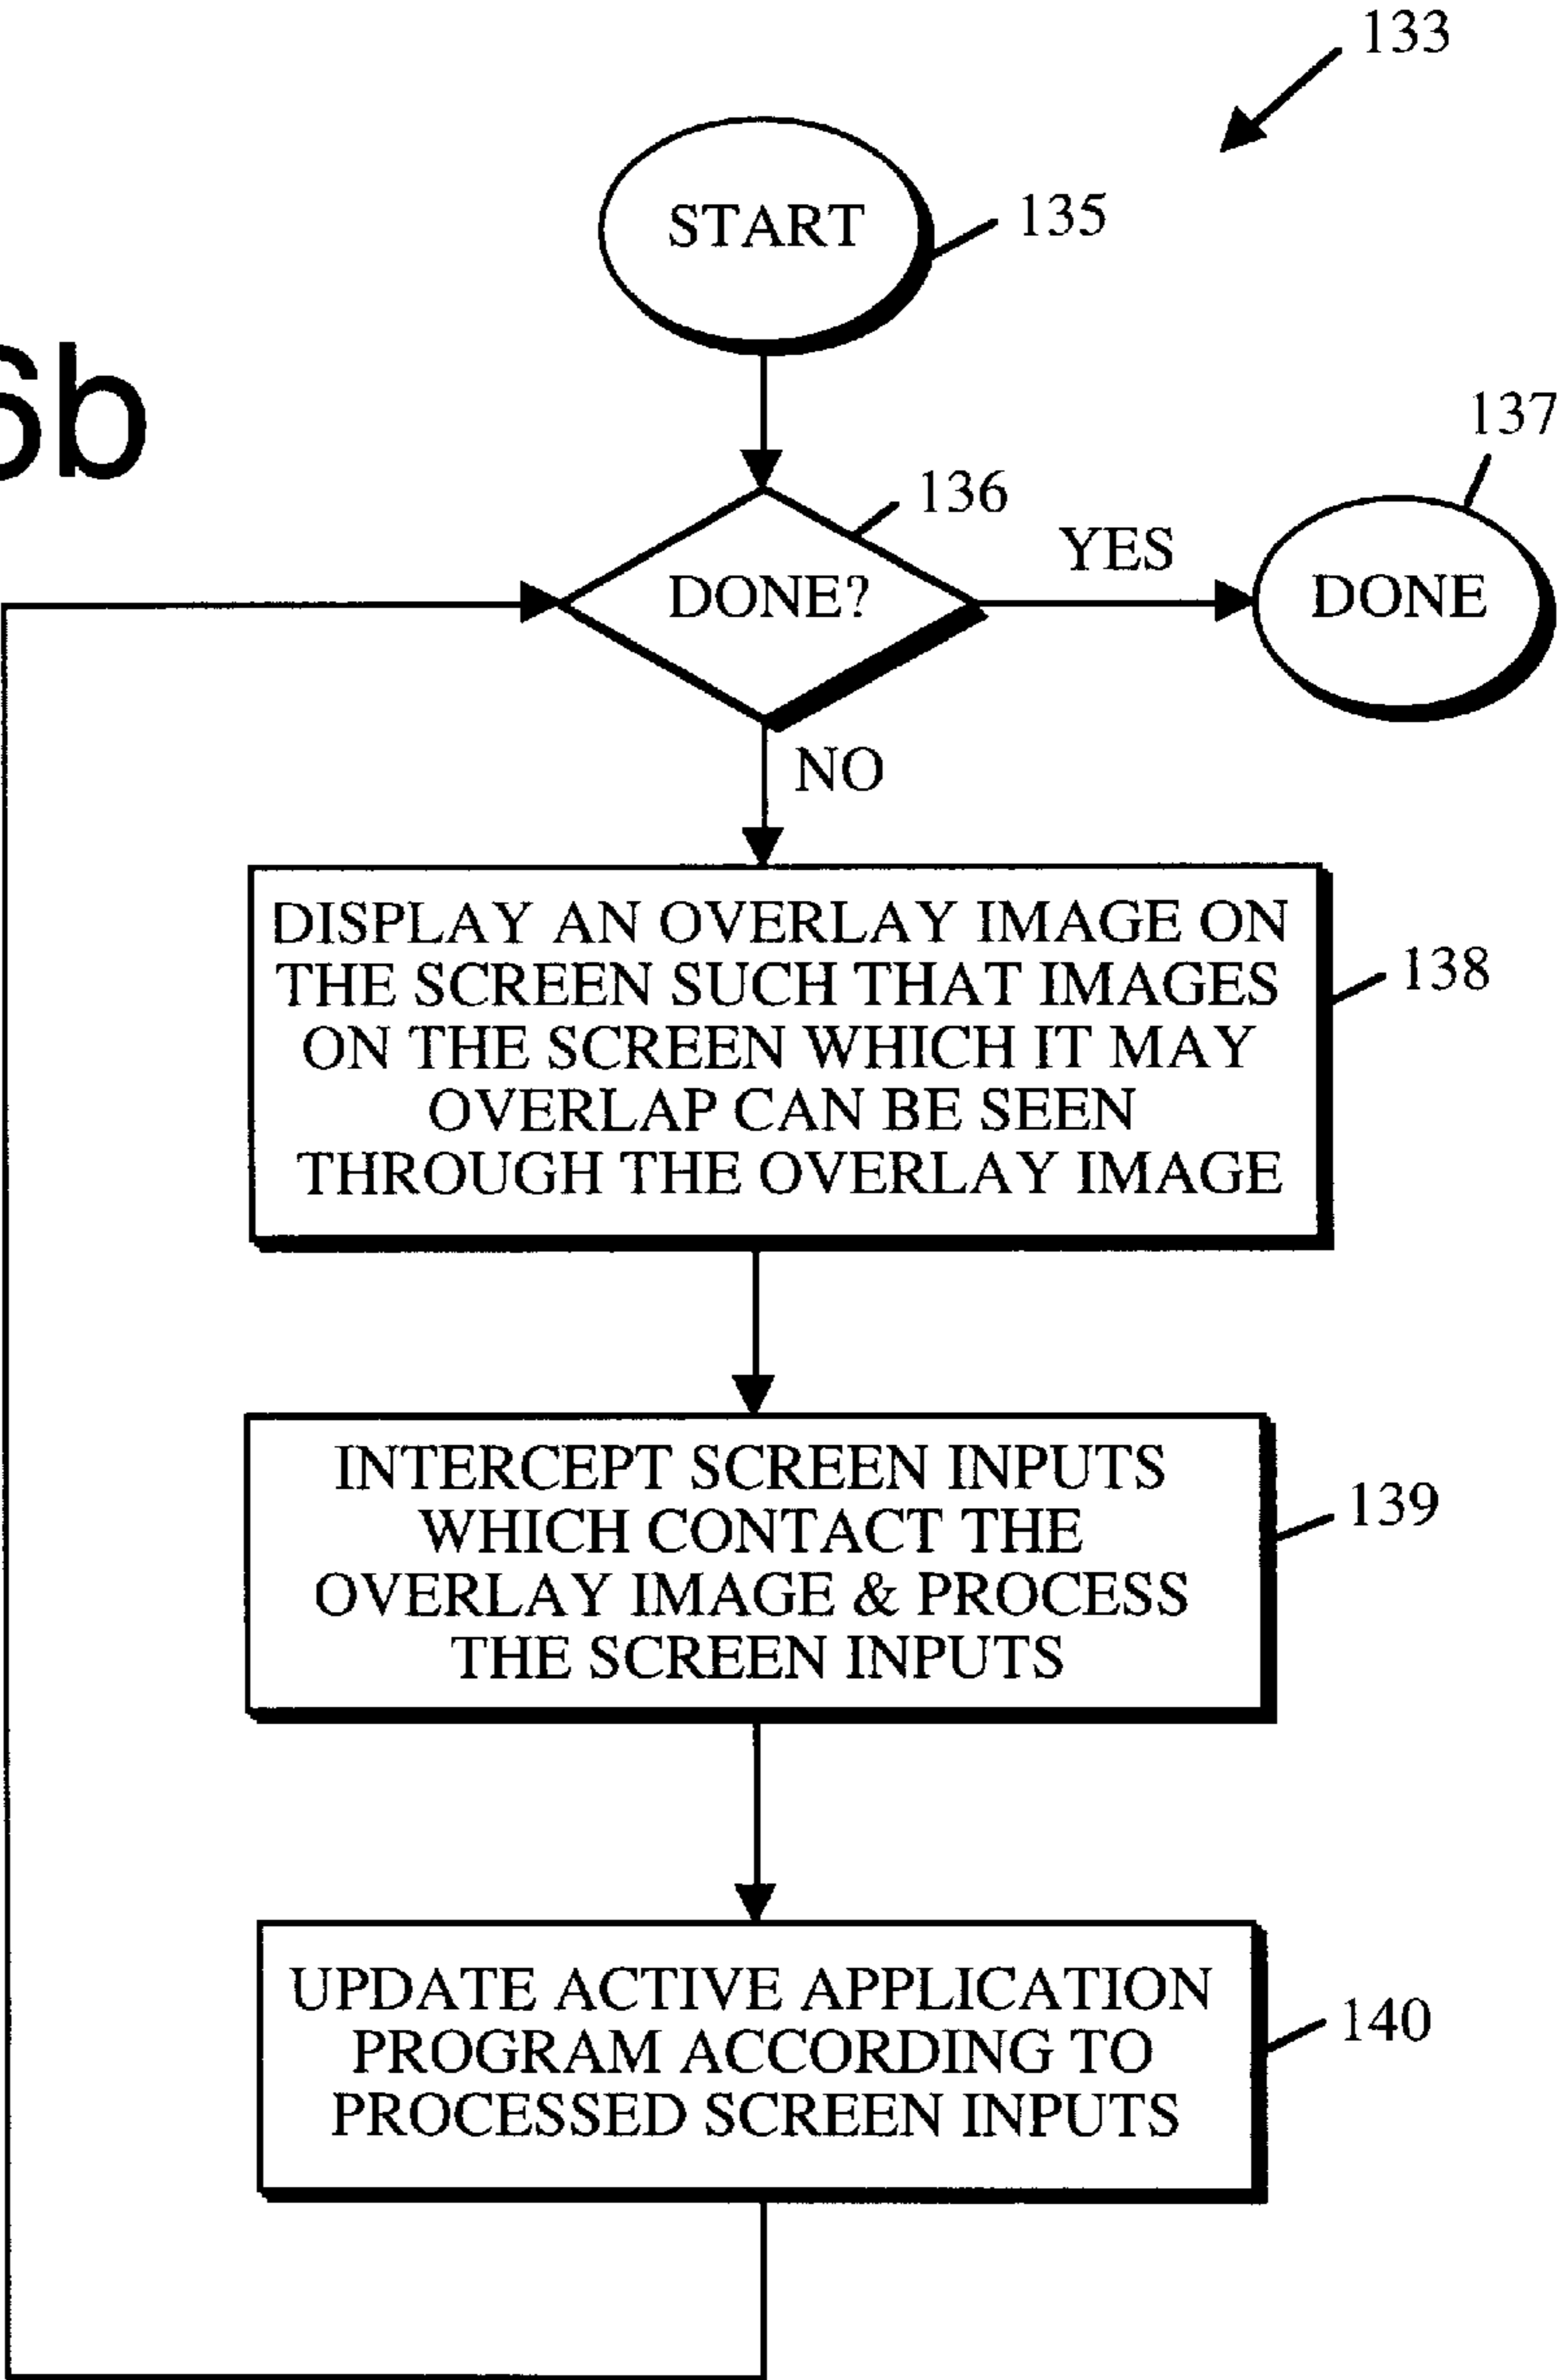 133
START
135
6b
136
137
DONE?
YES
DONE
NO
DISPLAY AN OVERLAY IMAGE ON
THE SCREEN SUCH THAT IMAGES
ON THE SCREEN WHICH IT MAY
OVERLAP CAN BE SEEN
THROUGH THE OVERLAY IMAGE
138
INTERCEPT SCREEN INPUTS
WHICH CONTACT THE
OVERLAY IMAGE & PROCESS
THE SCREEN INPUTS
139
UPDATE ACTIVE APPLICATION
PROGRAM ACCORDING TO
PROCESSED SCREEN INPUTS
140